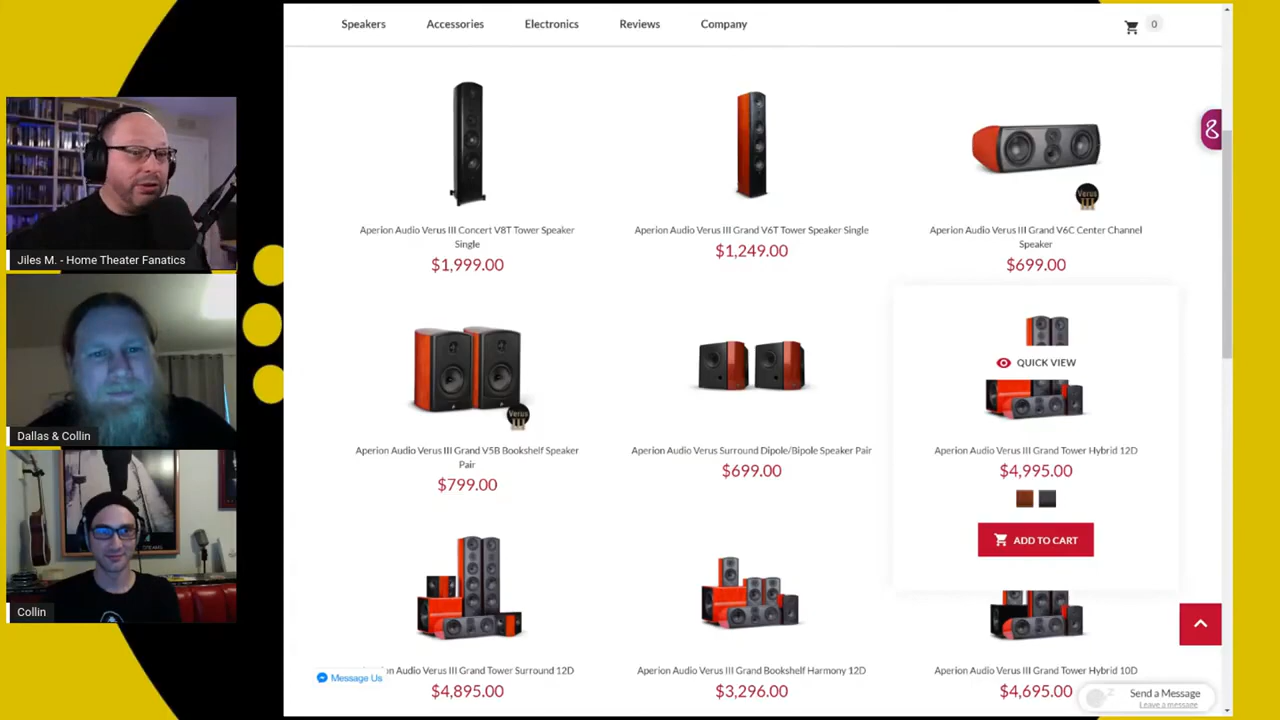 Speakers Accessories Electronics Reviews Company 0
Aperion Audio Verus III Concert V8T Tower Speaker
Single
$1,999.00
Aperion Audio Verus III Grand V6T Tower Speaker Single
$1,249.00
Aperion Audio Verus III Grand V6C Center Channel
Speaker
$699.00
Verus
III
Jiles M. - Home Theater Fanatics
Verus
III
Aperion Audio Verus III Grand V5B Bookshelf Speaker
Pair
$799.00
Aperion Audio Verus Surround Dipole/Bipole Speaker Pair
$699.00
QUICK VIEW
Aperion Audio Verus III Grand Tower Hybrid 12D
$4,995.00
ADD TO CART
Dallas & Collin
Audio Verus III Grand Tower Surround 12D
$4,895.00
Aperion Audio Verus III Grand Bookshelf Harmony 12D
$3,296.00
Aperion Audio Verus III Grand Tower Hybrid 10D
$4,695.00
Collin
Message Us
Send a Message
Leave a message